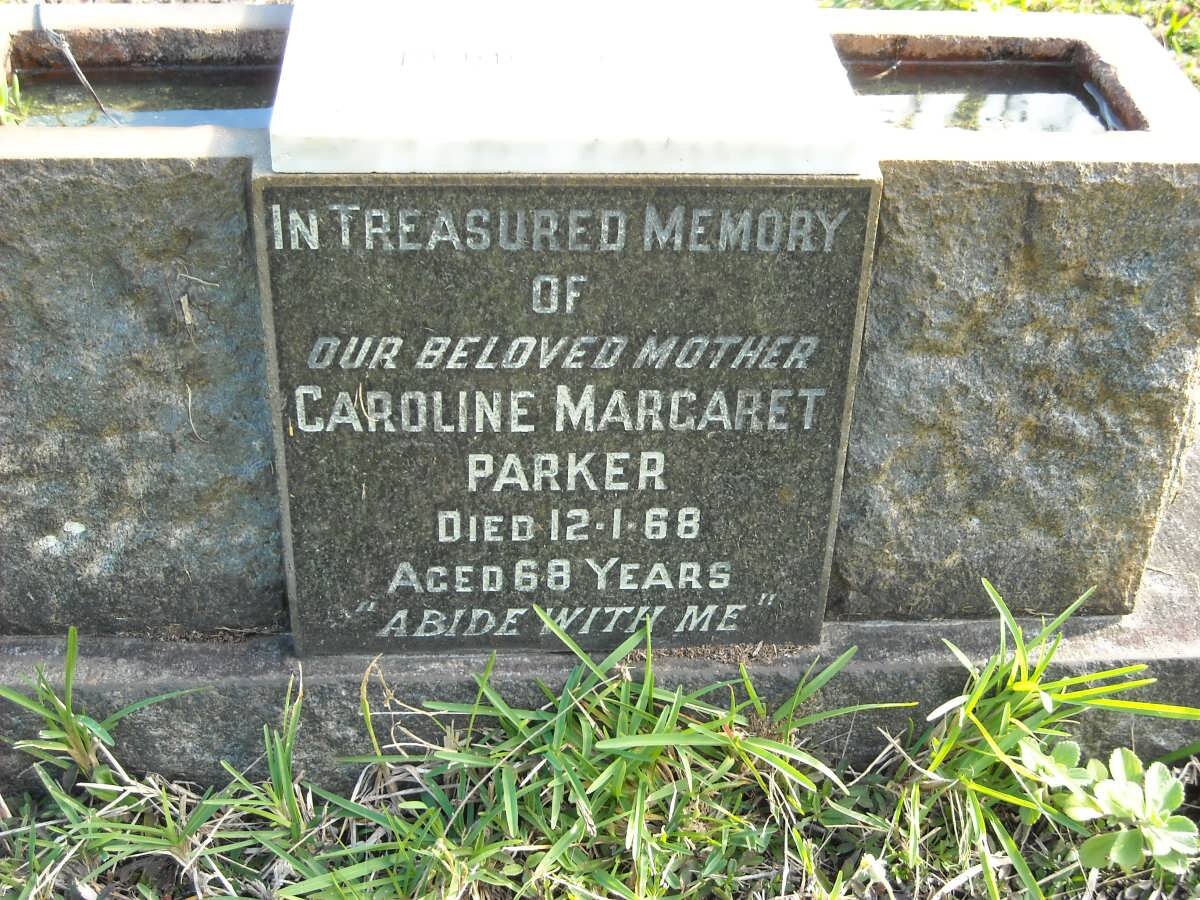 IN TREASURED MEMORY
OF
OUR BELOVED MOTHER
CAROLINE MARGARET
PARKER
DIED 12·1·68
AGED 68 YEARS
"ABIDE WITH ME"